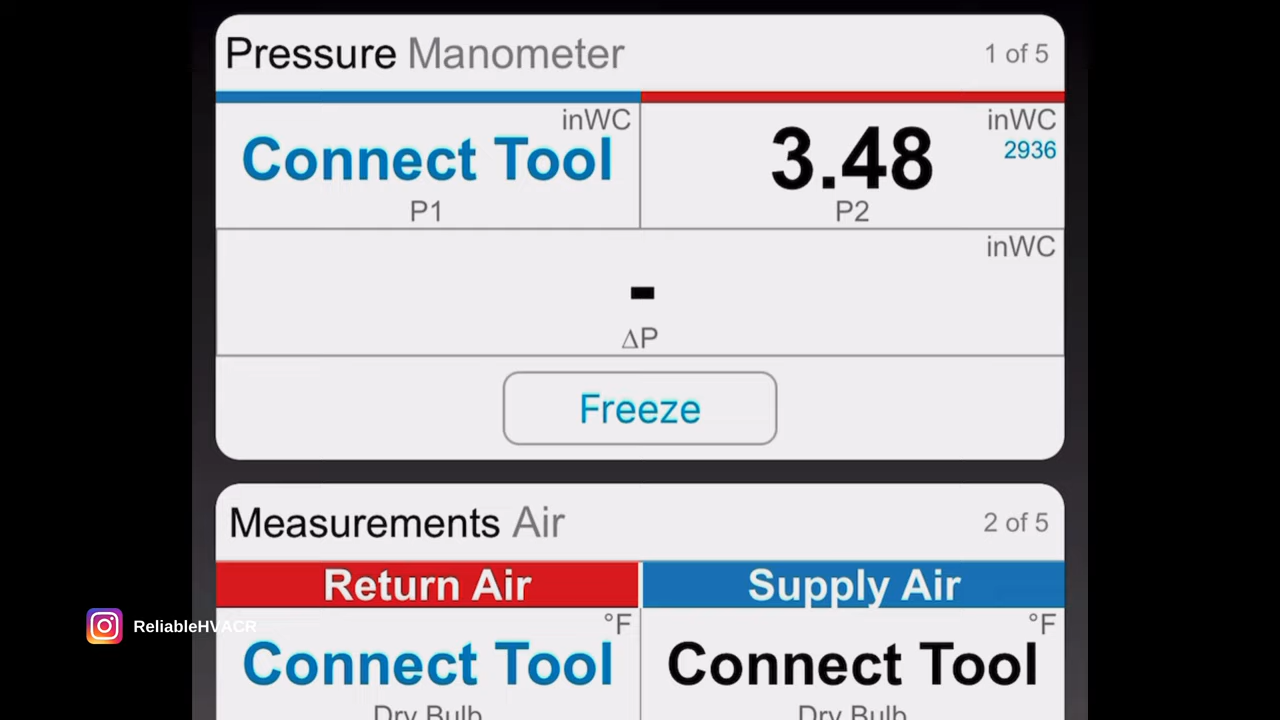 Pressure Manometer
1 of 5
inWC
Connect Tool
P1
inWC
2936
3.48
P2
inWC
-
ΔP
Freeze
Measurements Air
2 of 5
Return Air
Supply Air
°F
Connect Tool
Dry Bulb
°F
Connect Tool
Dry Bulb
ReliableHVACR